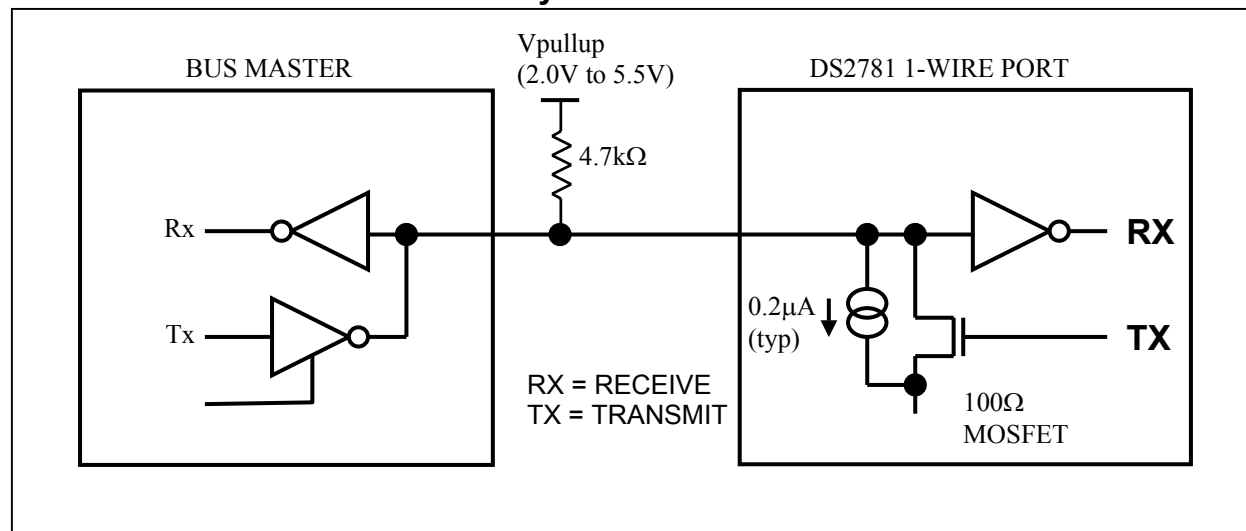 Vpullup
(2.0V to 5.5V)
BUS MASTER
DS2781 1-WIRE PORT
4.7kΩ
Rx
RX
0.2μA
(typ)
Tx
TX
RX = RECEIVE
TX = TRANSMIT
100Ω
MOSFET